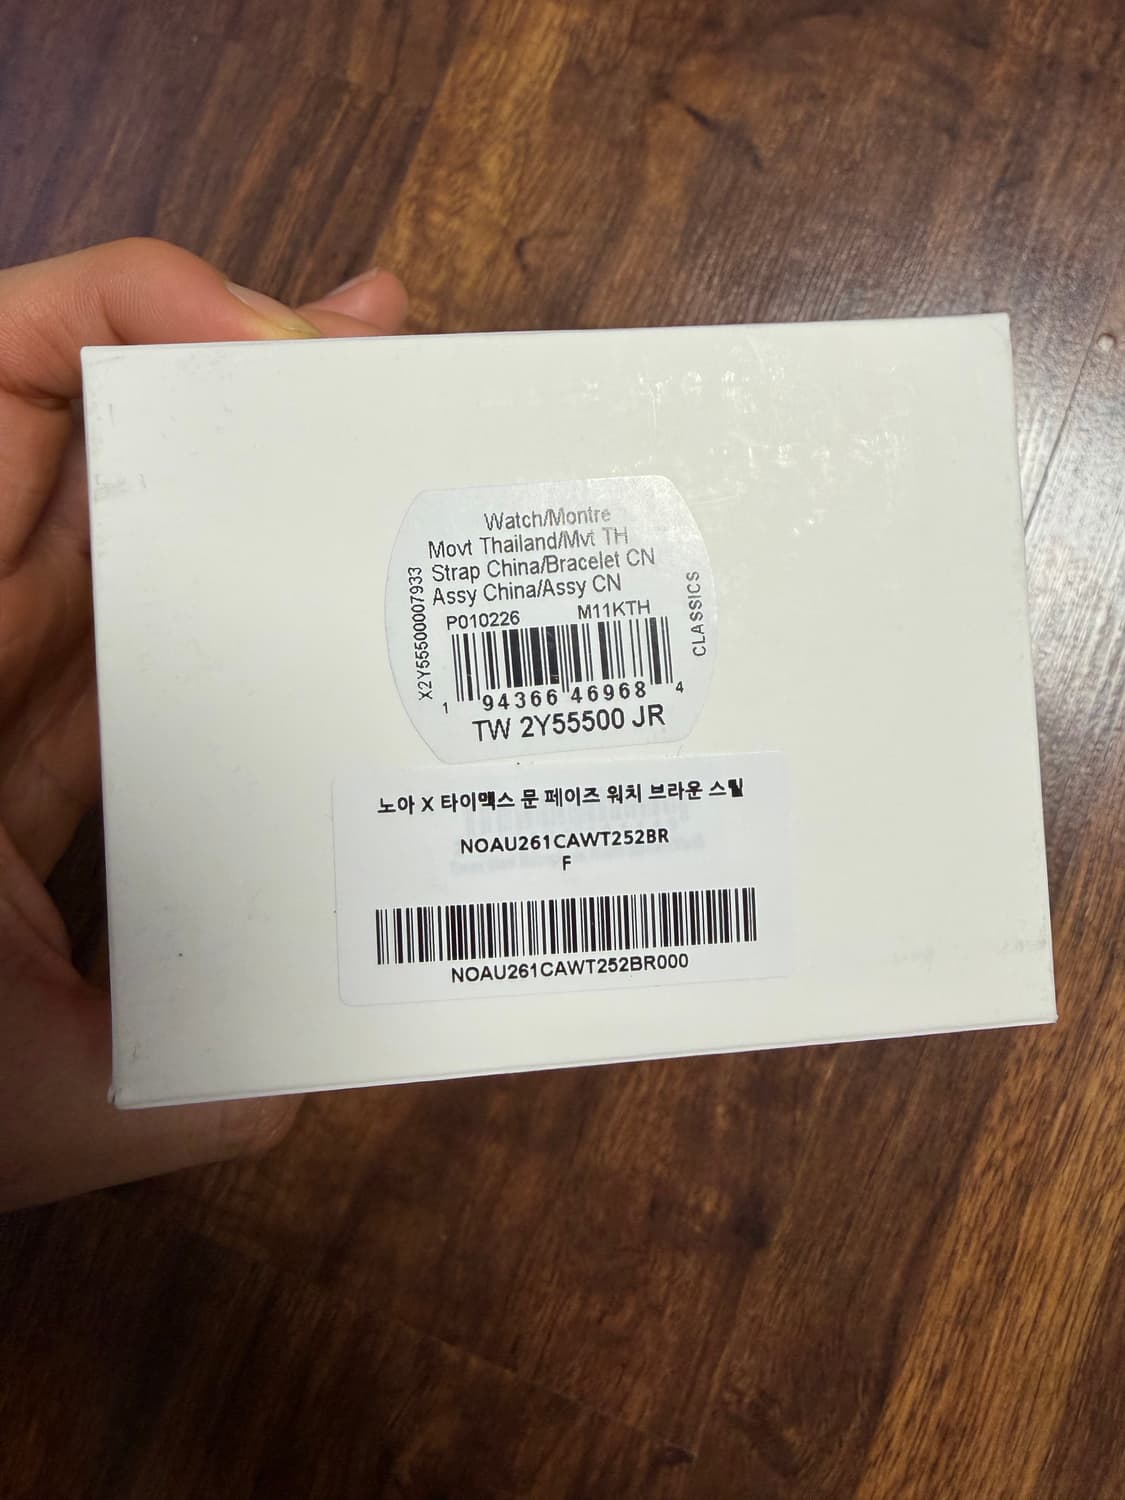 Watch/Montre
Movt Thailand/Mvt TH
Strap China/Bracelet CN
Assy China/Assy CN
P010226 M11KTH
X2Y55500007933
CLASSICS
1 94366 46968 4
TW 2Y55500 JR
노아 X 타이맥스 문 페이즈 워치 브라운 스틸
NOAU261CAWT252BR
F
NOAU261CAWT252BR000